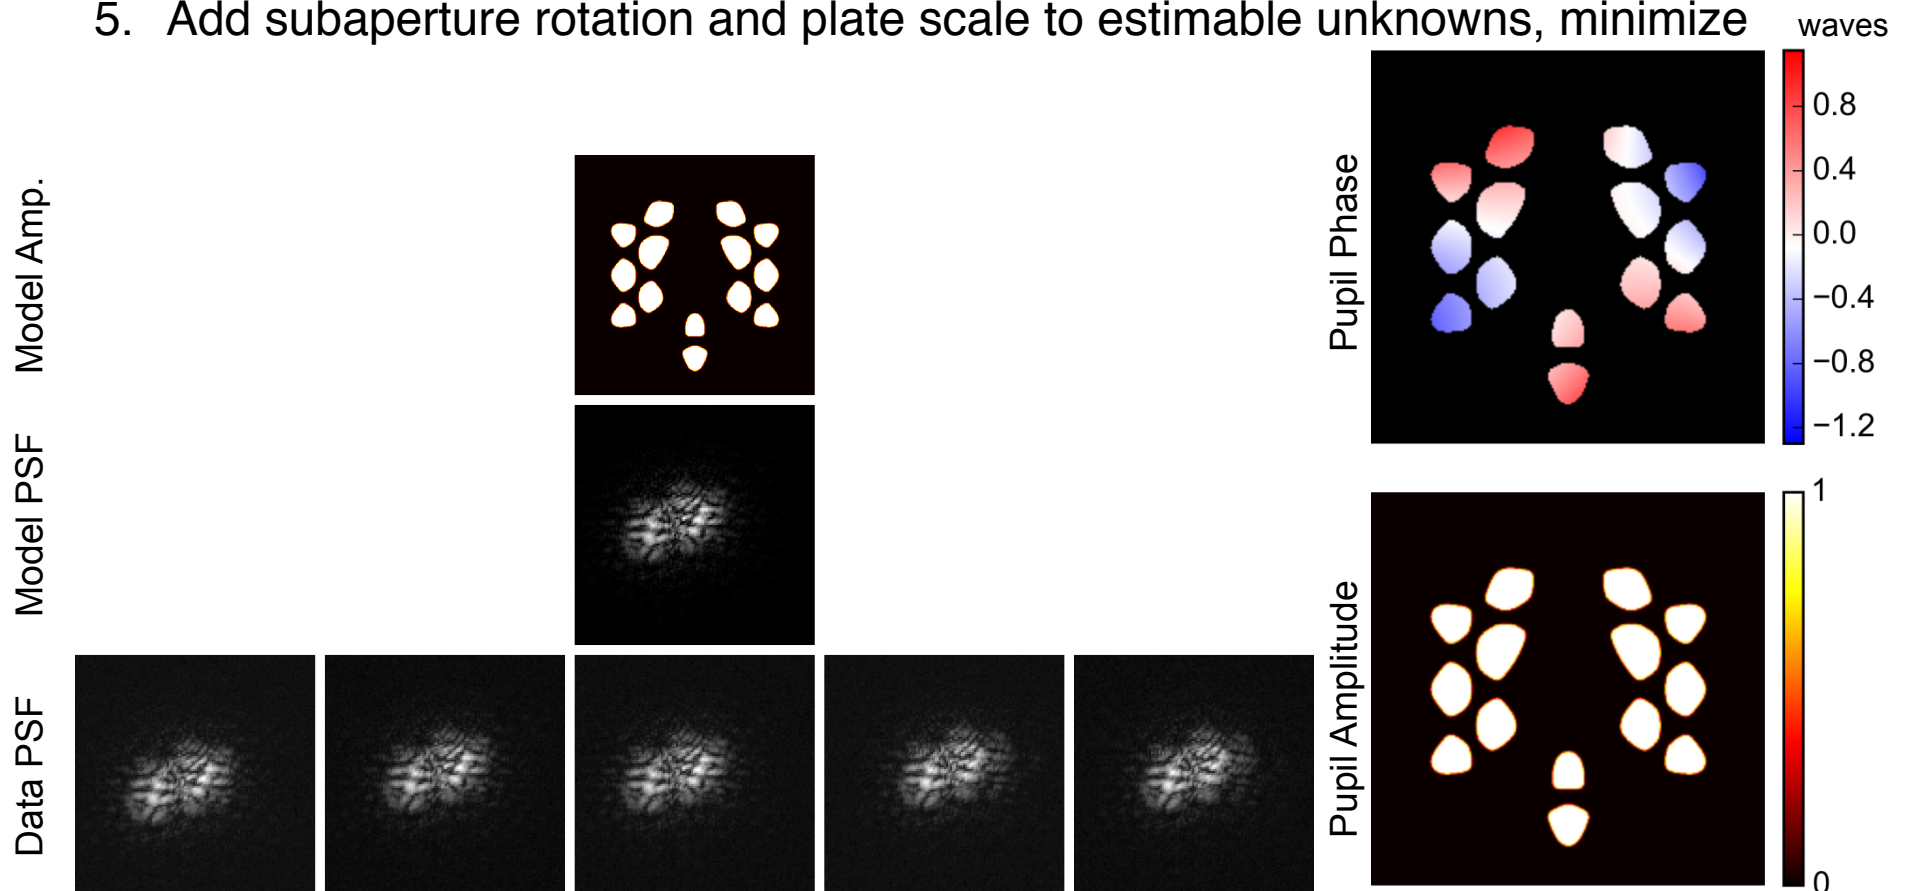 5. Add subaperture rotation and plate scale to estimable unknowns, minimize
waves
Model Amp.
Model PSF
Data PSF
Pupil Phase
0.8
0.4
0.0
−0.4
−0.8
−1.2
Pupil Amplitude
1
0